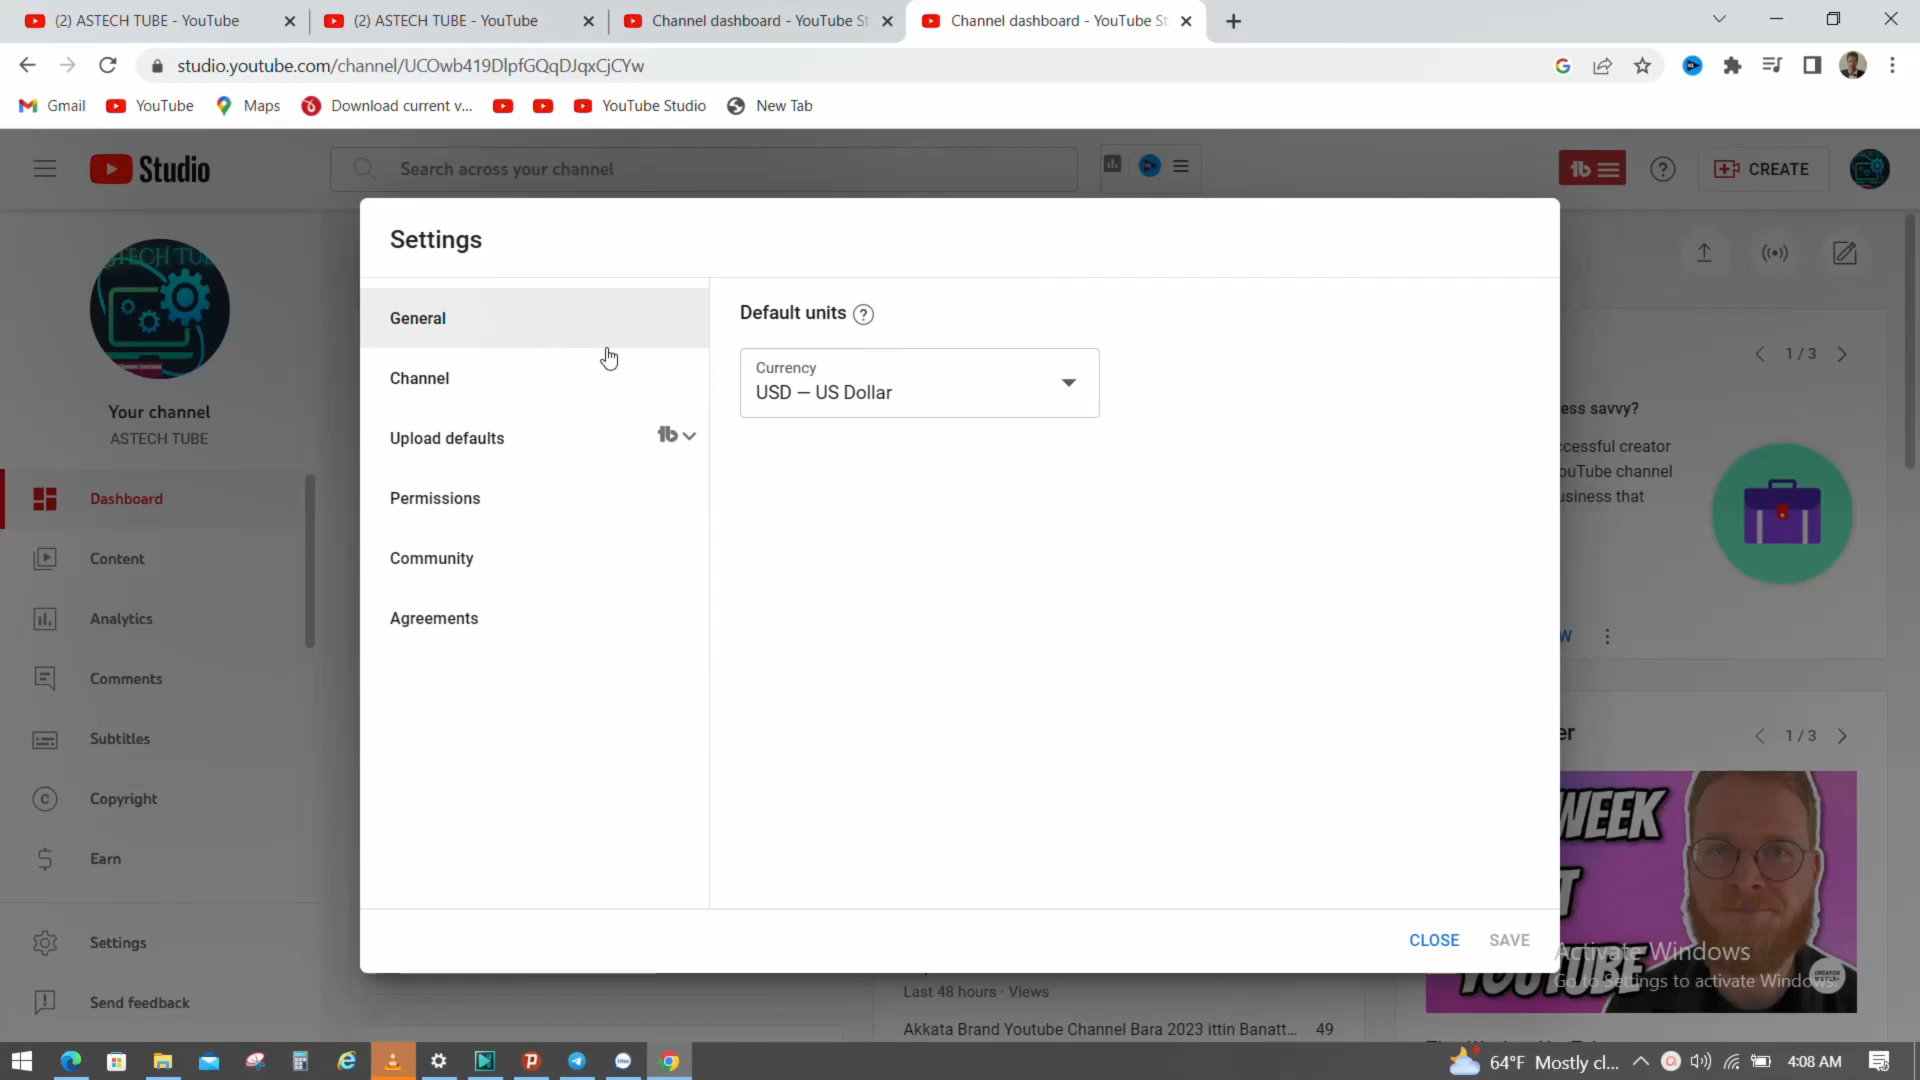 (2) ASTECH TUBE - YouTube
(2) ASTECH TUBE - YouTube
Channel dashboard - YouTube St
Channel dashboard - YouTube St
studio.youtube.com/channel/UCOwb419DlpfGQqDJqxCjCYw
Gmail
YouTube
Maps
Download current v...
YouTube Studio
New Tab
Studio
Search across your channel
CREATE
Settings
General
Channel
Upload defaults
Permissions
Community
Agreements
Default units
Currency
USD — US Dollar
CLOSE
SAVE
TECH TU
Your channel
ASTECH TUBE
Dashboard
Content
Analytics
Comments
Subtitles
Copyright
Earn
Settings
Send feedback
1 / 3
ess savvy?
ccessful creator
ouTube channel
usiness that
W
er
1 / 3
WEEK
T
YOUTUBE
Activate Windows
Go to Settings to activate Windows.
Last 48 hours · Views
Akkata Brand Youtube Channel Bara 2023 ittin Banatt...
49
64°F Mostly cl...
4:08 AM